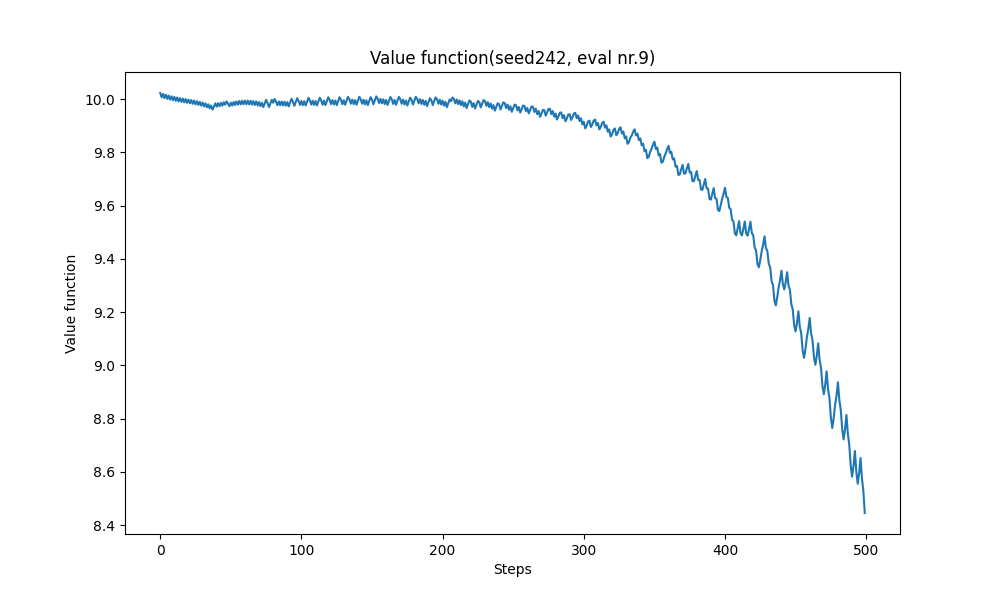 Value function(seed242, eval nr.9)
Value function
10.0
9.8
9.6
9.4
9.2
9.0
8.8
8.6
8.4
0 100 200 300 400 500
Steps